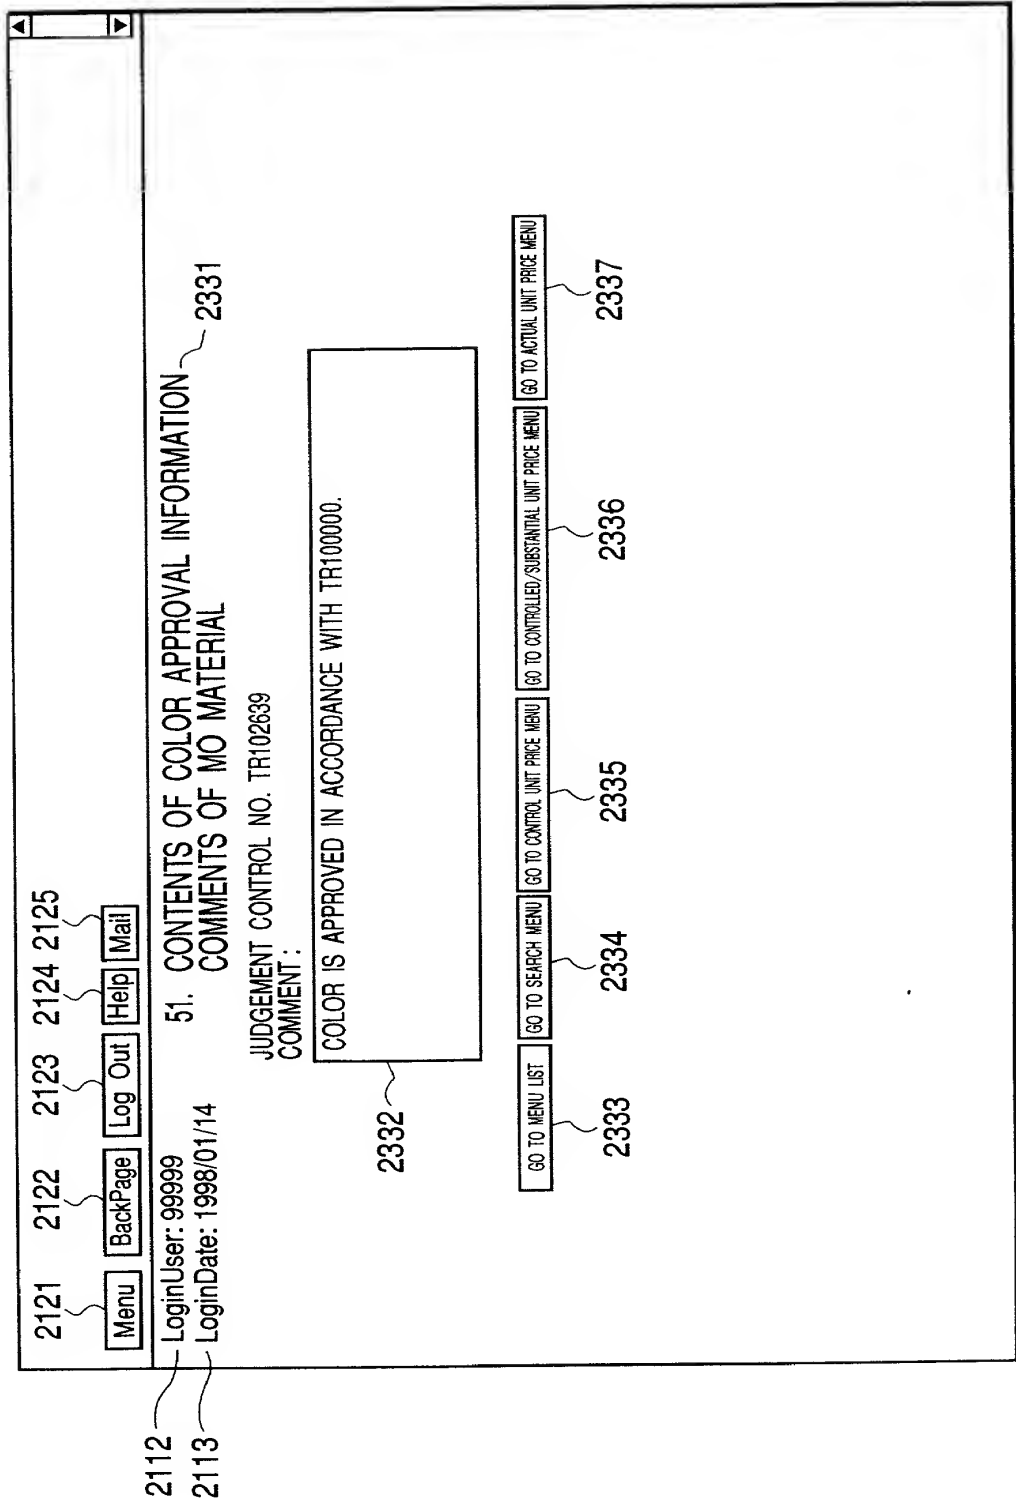 2121 2122 2123 2124 2125
Menu BackPage Log Out Help Mail
2112 LoginUser: 99999
2113 LoginDate: 1998/01/14
51. CONTENTS OF COLOR APPROVAL INFORMATION 2331
COMMENTS OF MO MATERIAL
JUDGEMENT CONTROL NO. TR102639
COMMENT :
COLOR IS APPROVED IN ACCORDANCE WITH TR100000.
2332
GO TO MENU LIST GO TO SEARCH MENU GO TO CONTROL UNIT PRICE MENU GO TO CONTROLLED/SUBSTANTIAL UNIT PRICE MENU GO TO ACTUAL UNIT PRICE MENU
2333 2334 2335 2336 2337